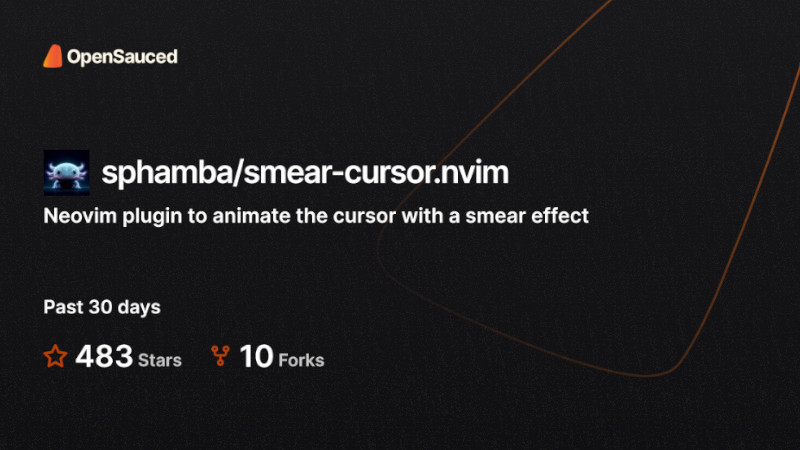 OpenSauced
sphamba/smear-cursor.nvim
Neovim plugin to animate the cursor with a smear effect
Past 30 days
483 Stars 10 Forks